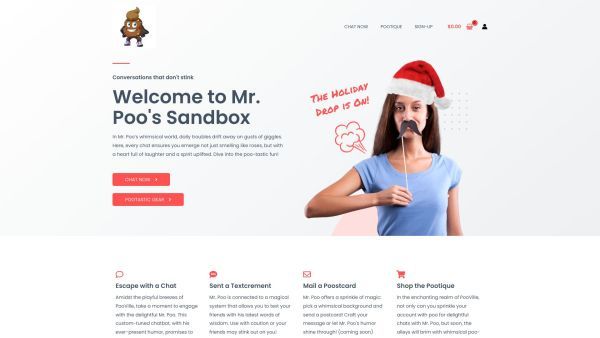 CHAT NOW
POOTIQUE
SIGN-UP
$0.00
Conversations that don't stink
THE HOLIDAY
DROP IS ON!
Welcome to Mr.
Poo's Sandbox
In Mr. Poo's whimsical world, daily troubles drift away on gusts of giggles.
Here, every chat ensures you emerge not just smelling like roses, but with
a heart full of laughter and a spirit uplifted. Dive into the poo-tastic fun!
CHAT NOW >
POOTASTIC GEAR >
Escape with a Chat
Amidst the playful breezes of
PooVille, take a moment to engage
with the delightful Mr. Poo. This
custom-tuned chatbot, with his
ever-present humor, promises to
Sent a Textcrement
Mr. Poo is connected to a magical
system that allows you to text your
friends with his latest words of
wisdom. Use with caution or your
friends may stink out on you!
Mail a Poostcard
Mr. Poo offers a sprinkle of magic,
pick a whimsical background and
send a postcard! Craft your
message or let Mr. Poo's humor
shine through! (coming soon)
Shop the Pootique
In the enchanting realm of PooVille,
not only can you sprinkle your
account with poo for delightful
chats with Mr. Poo, but soon, the
alleys will brim with whimsical poo-